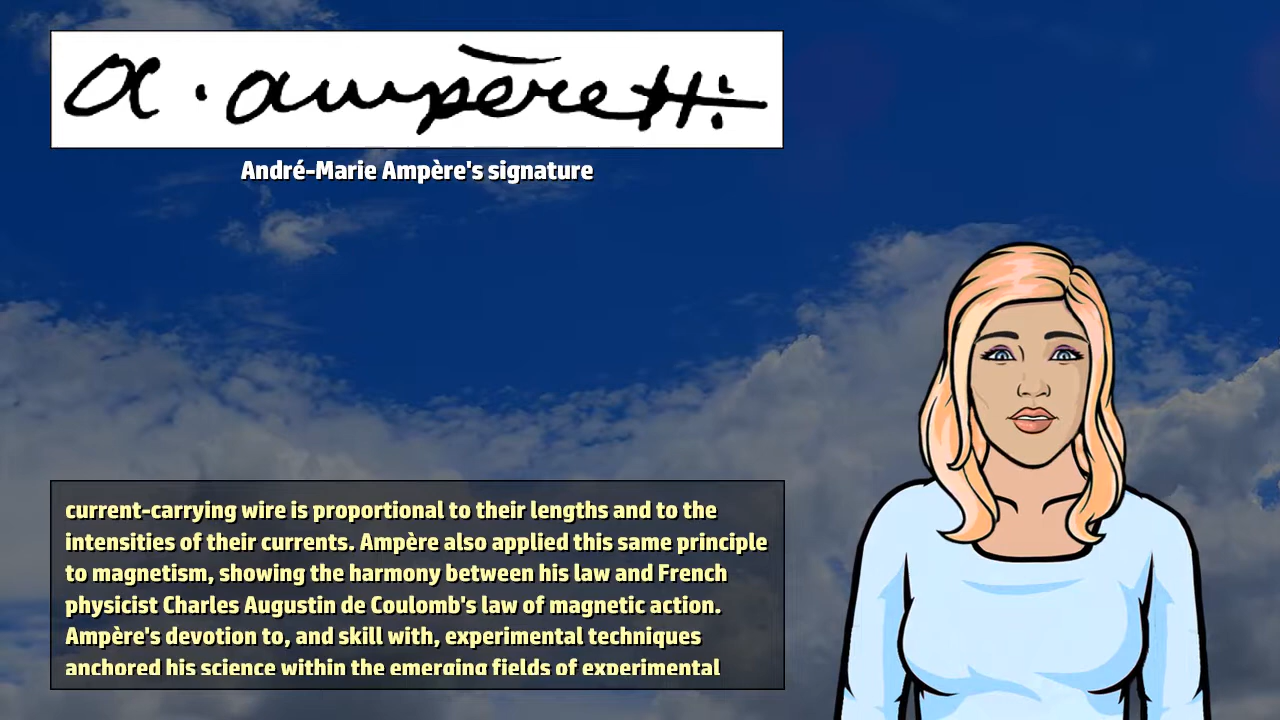 a. ampère
André-Marie Ampère's signature
current-carrying wire is proportional to their lengths and to the
intensities of their currents. Ampère also applied this same principle
to magnetism, showing the harmony between his law and French
physicist Charles Augustin de Coulomb's law of magnetic action.
Ampère's devotion to, and skill with, experimental techniques
anchored his science within the emerging fields of experimental